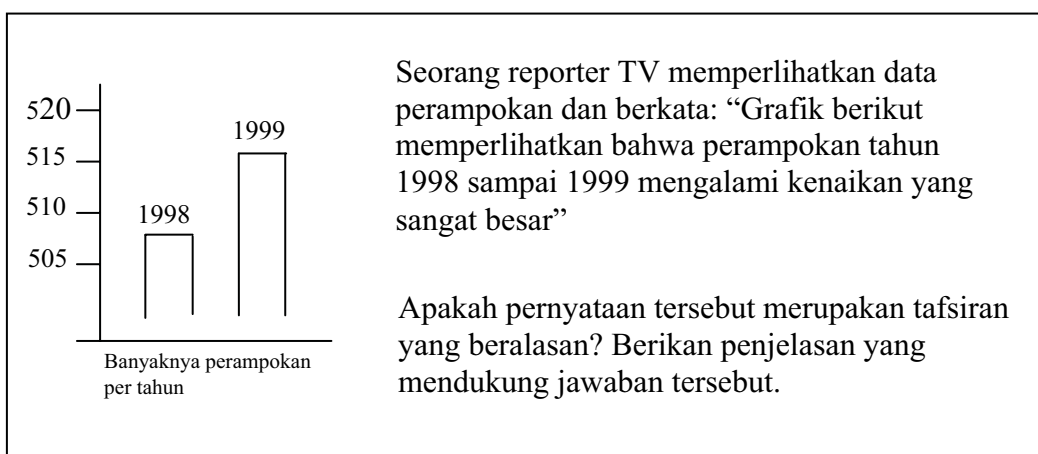 520
515
510
505
1998
1999
Banyaknya perampokan
per tahun
Seorang reporter TV memperlihatkan data
perampokan dan berkata: “Grafik berikut
memperlihatkan bahwa perampokan tahun
1998 sampai 1999 mengalami kenaikan yang
sangat besar”
Apakah pernyataan tersebut merupakan tafsiran
yang beralasan? Berikan penjelasan yang
mendukung jawaban tersebut.